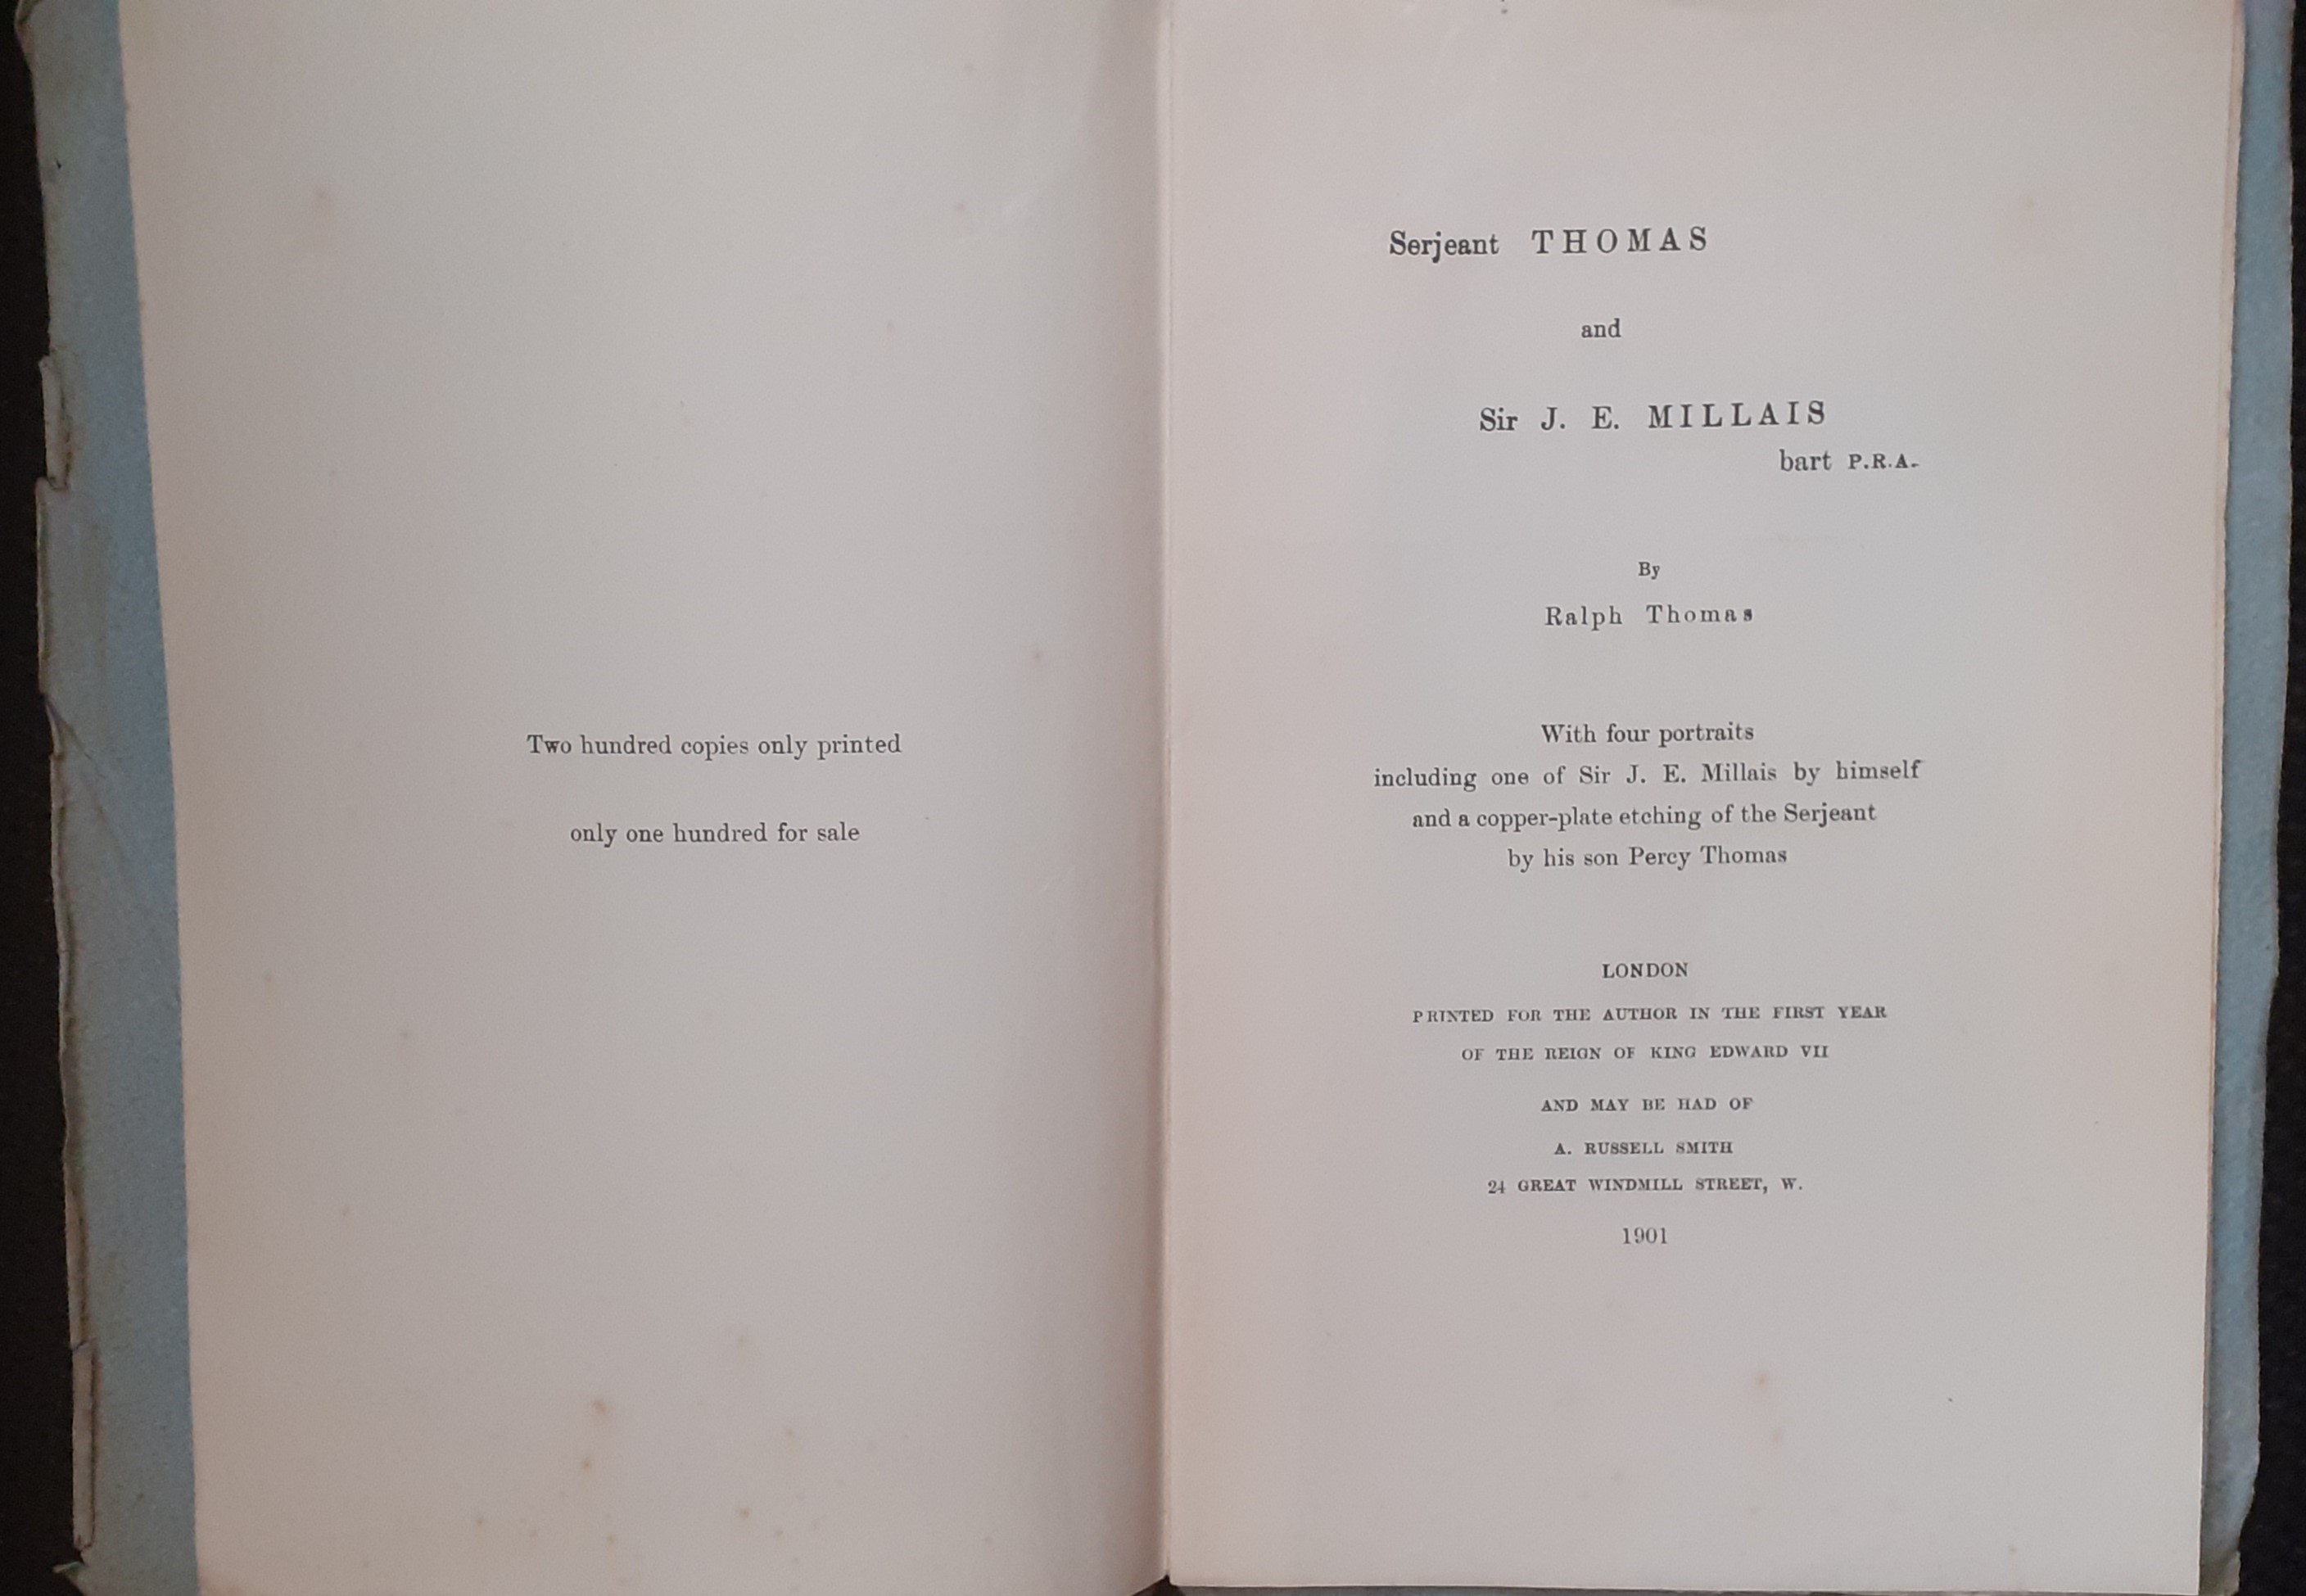 Two hundred copies only printed
only one hundred for sale
Serjeant THOMAS
and
Sir J. E. MILLAIS
bart P.R.A.
By
Ralph Thomas
With four portraits
including one of Sir J. E. Millais by himself
and a copper-plate etching of the Serjeant
by his son Percy Thomas
LONDON
PRINTED FOR THE AUTHOR IN THE FIRST YEAR
OF THE REIGN OF KING EDWARD VII
AND MAY BE HAD OF
A. RUSSELL SMITH
24 GREAT WINDMILL STREET, W.
1901